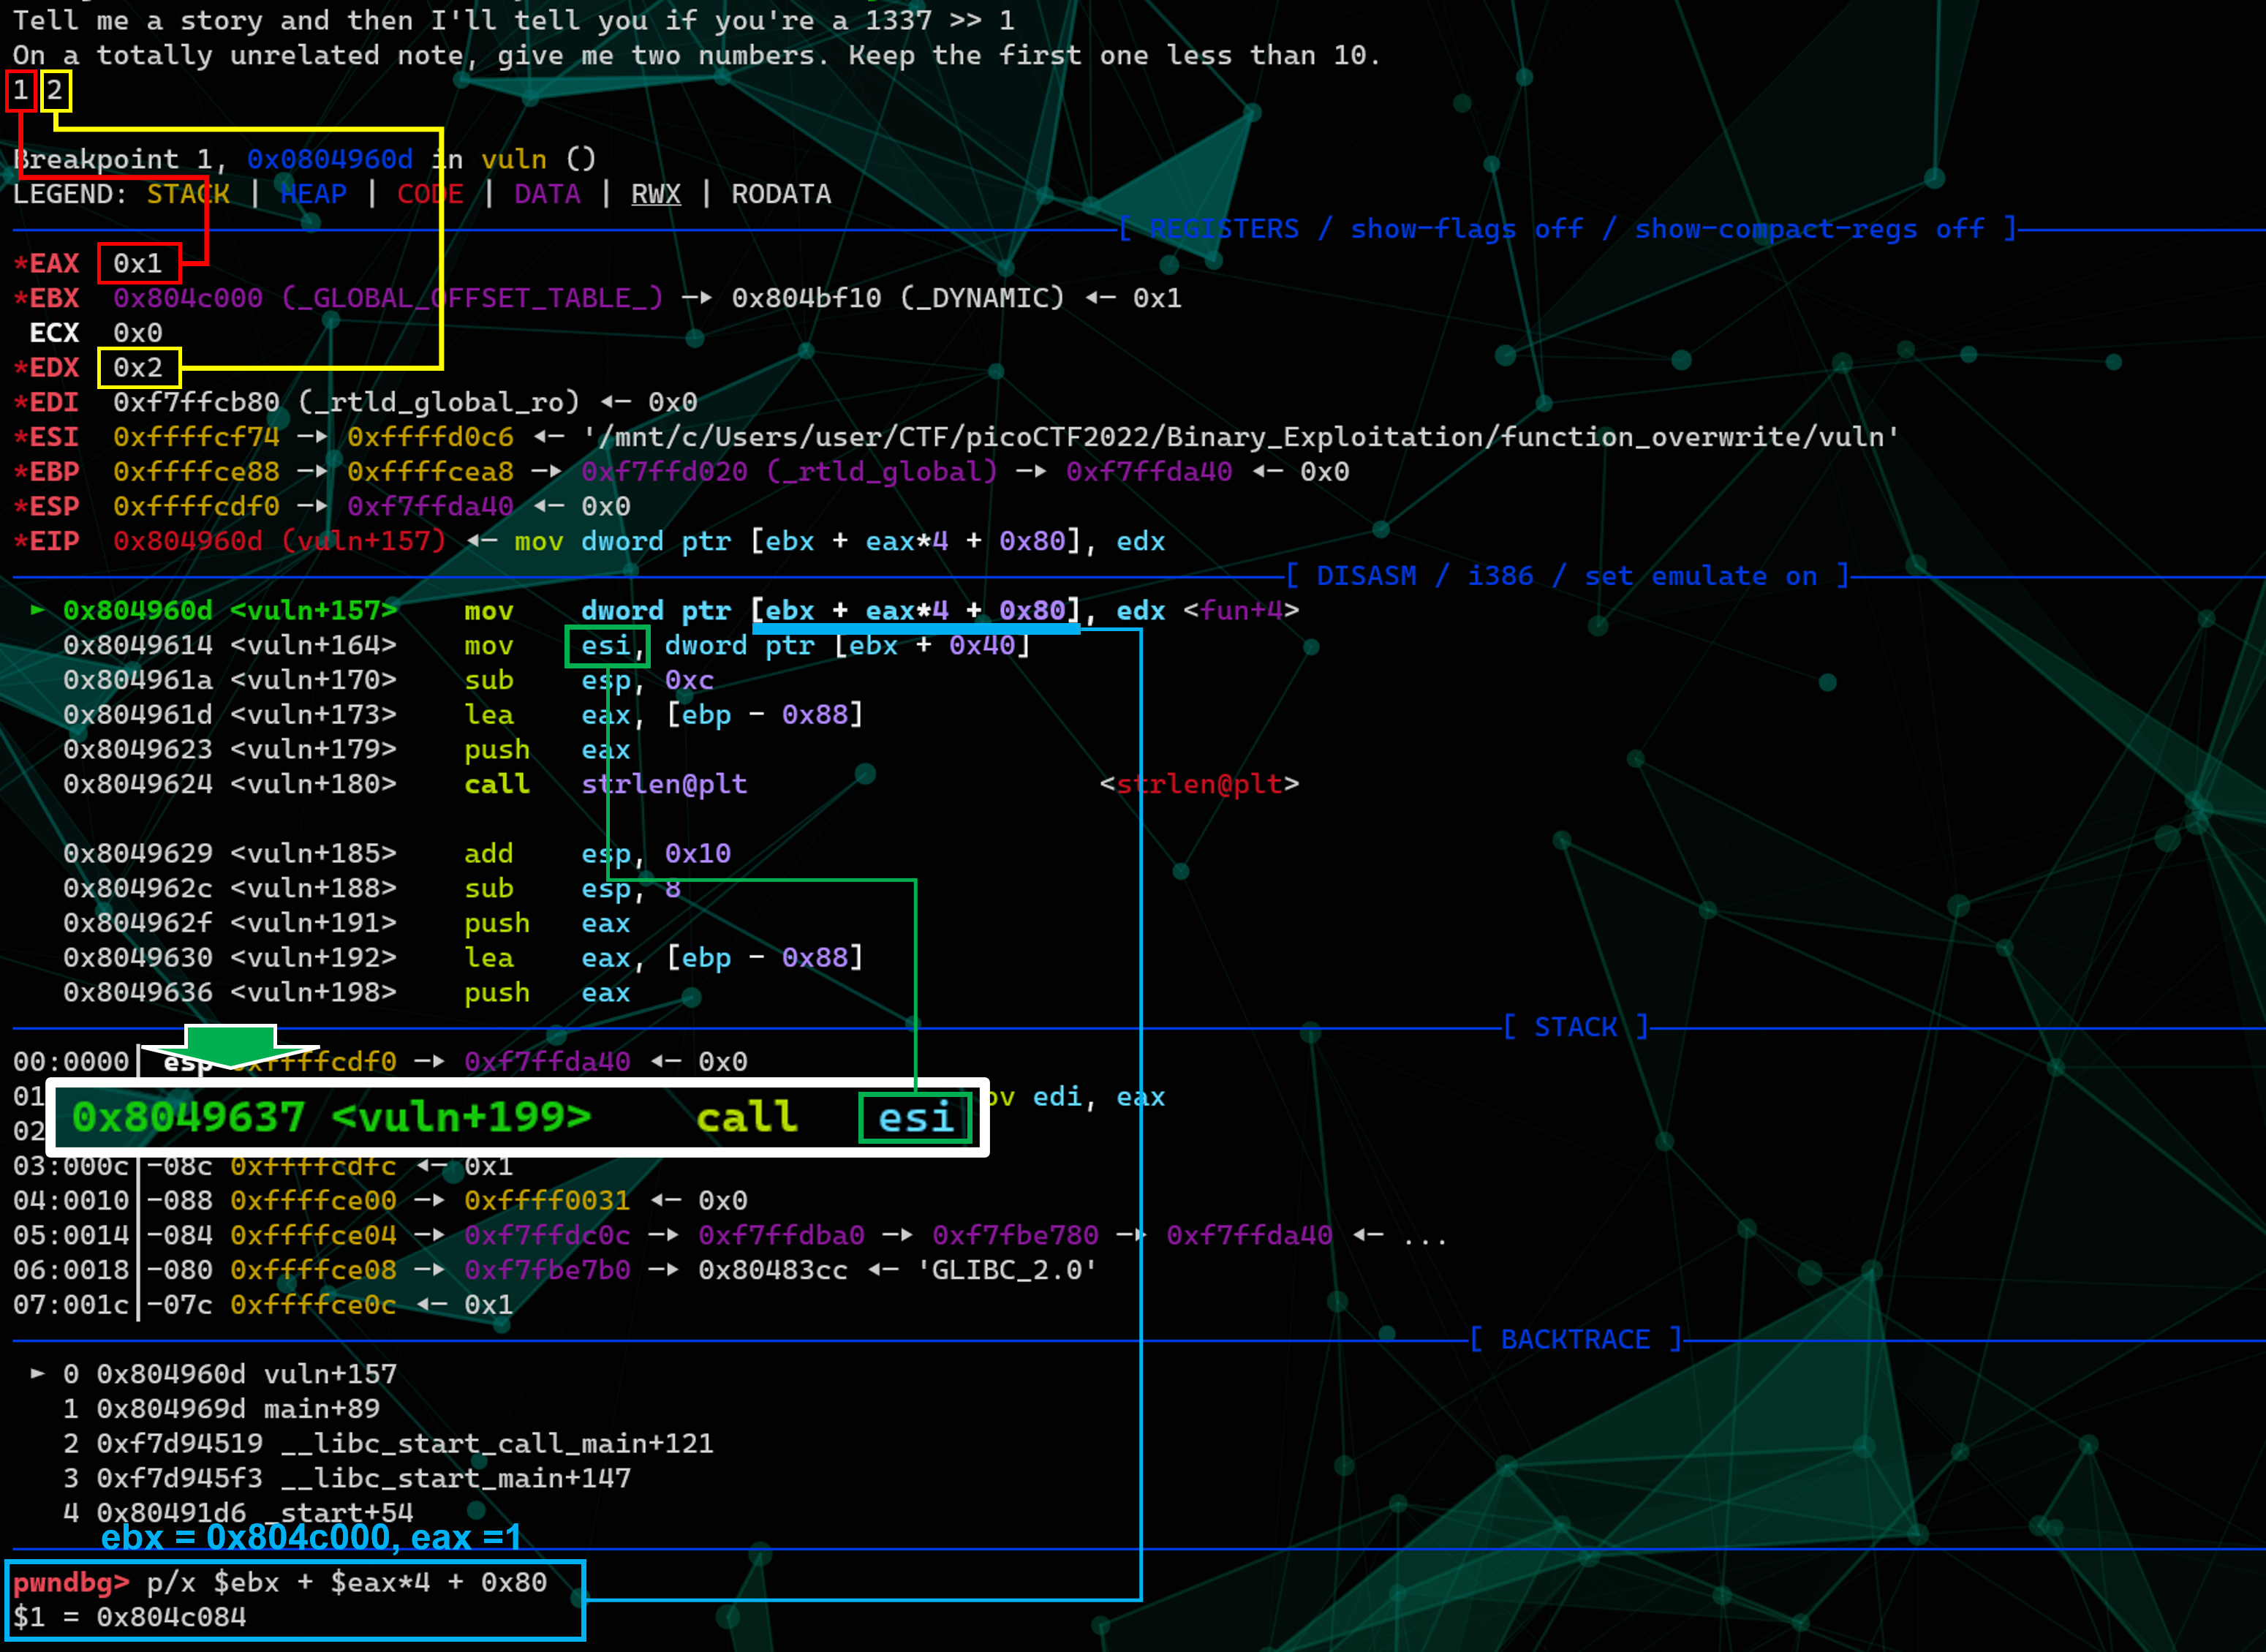 Tell me a story and then I'll tell you if you're a 1337 >> 1
On a totally unrelated note, give me two numbers. Keep the first one less than 10.
1 2
Breakpoint 1, 0x0804960d in vuln ()
LEGEND: STACK | HEAP | CODE | DATA | RWX | RODATA
[ REGISTERS / show-flags off / show-compact-regs off ]
*EAX  0x1
*EBX  0x804c000 (_GLOBAL_OFFSET_TABLE_) —▸ 0x804bf10 (_DYNAMIC) ◂— 0x1
 ECX  0x0
*EDX  0x2
*EDI  0xf7ffcb80 (_rtld_global_ro) ◂— 0x0
*ESI  0xffffcf74 —▸ 0xffffd0c6 ◂— '/mnt/c/Users/user/CTF/picoCTF2022/Binary_Exploitation/function_overwrite/vuln'
*EBP  0xffffce88 —▸ 0xffffcea8 —▸ 0xf7ffd020 (_rtld_global) —▸ 0xf7ffda40 ◂— 0x0
*ESP  0xffffcdf0 —▸ 0xf7ffda40 ◂— 0x0
*EIP  0x804960d (vuln+157) ◂— mov dword ptr [ebx + eax*4 + 0x80], edx
[ DISASM / i386 / set emulate on ]
► 0x804960d <vuln+157>    mov    dword ptr [ebx + eax*4 + 0x80], edx <fun+4>
0x8049614 <vuln+164>    mov    esi, dword ptr [ebx + 0x40]
0x804961a <vuln+170>    sub    esp, 0xc
0x804961d <vuln+173>    lea    eax, [ebp - 0x88]
0x8049623 <vuln+179>    push   eax
0x8049624 <vuln+180>    call   strlen@plt                     <strlen@plt>
0x8049629 <vuln+185>    add    esp, 0x10
0x804962c <vuln+188>    sub    esp, 8
0x804962f <vuln+191>    push   eax
0x8049630 <vuln+192>    lea    eax, [ebp - 0x88]
0x8049636 <vuln+198>    push   eax
[ STACK ]
00:0000│ esp 0xffffcdf0 —▸ 0xf7ffda40 ◂— 0x0
01 ov edi, eax
0x8049637 <vuln+199>    call   esi
02
03:000c│-08c 0xffffcdfc ◂— 0x1
04:0010│-088 0xffffce00 —▸ 0xffff0031 ◂— 0x0
05:0014│-084 0xffffce04 —▸ 0xf7ffdc0c —▸ 0xf7ffdba0 —▸ 0xf7fbe780 —▸ 0xf7ffda40 ◂— ...
06:0018│-080 0xffffce08 —▸ 0xf7fbe7b0 —▸ 0x80483cc ◂— 'GLIBC_2.0'
07:001c│-07c 0xffffce0c ◂— 0x1
[ BACKTRACE ]
► 0 0x804960d vuln+157
1 0x804969d main+89
2 0xf7d94519 __libc_start_call_main+121
3 0xf7d945f3 __libc_start_main+147
4 0x80491d6 _start+54
ebx = 0x804c000, eax =1
pwndbg> p/x $ebx + $eax*4 + 0x80
$1 = 0x804c084